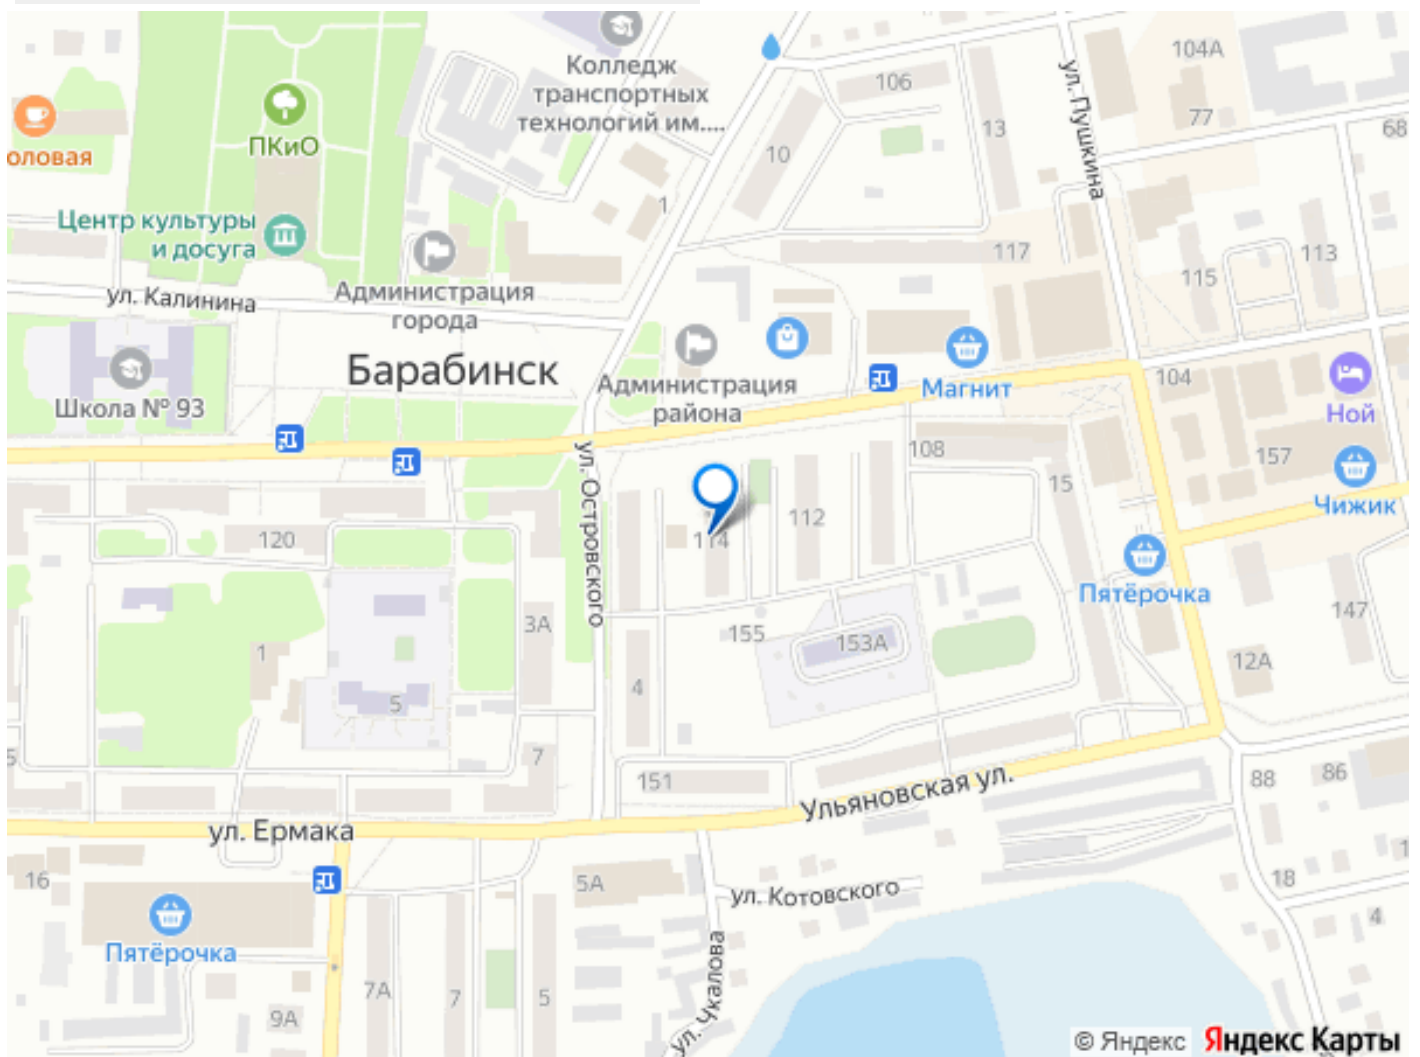 Колледж
транспортных
технологий им....
106
ул. Пушкина
104А
77
68
13
10
1
ПКиО
оловая
Центр культуры
и досуга
Администрация
города
ул. Калинина
117
115
113
Школа № 93
Барабинск
Администрация
района
Магнит
104
Ной
157
Чижик
108
15
ул. Островского
120
114
112
Пятёрочка
147
12А
3А
155
153А
1
5
4
7
5
151
Ульяновская ул.
88
86
ул. Ермака
16
5А
ул. Котовского
18
4
1
Пятёрочка
ул. Чкалова
7А
7
5
9А
© Яндекс Яндекс Карты